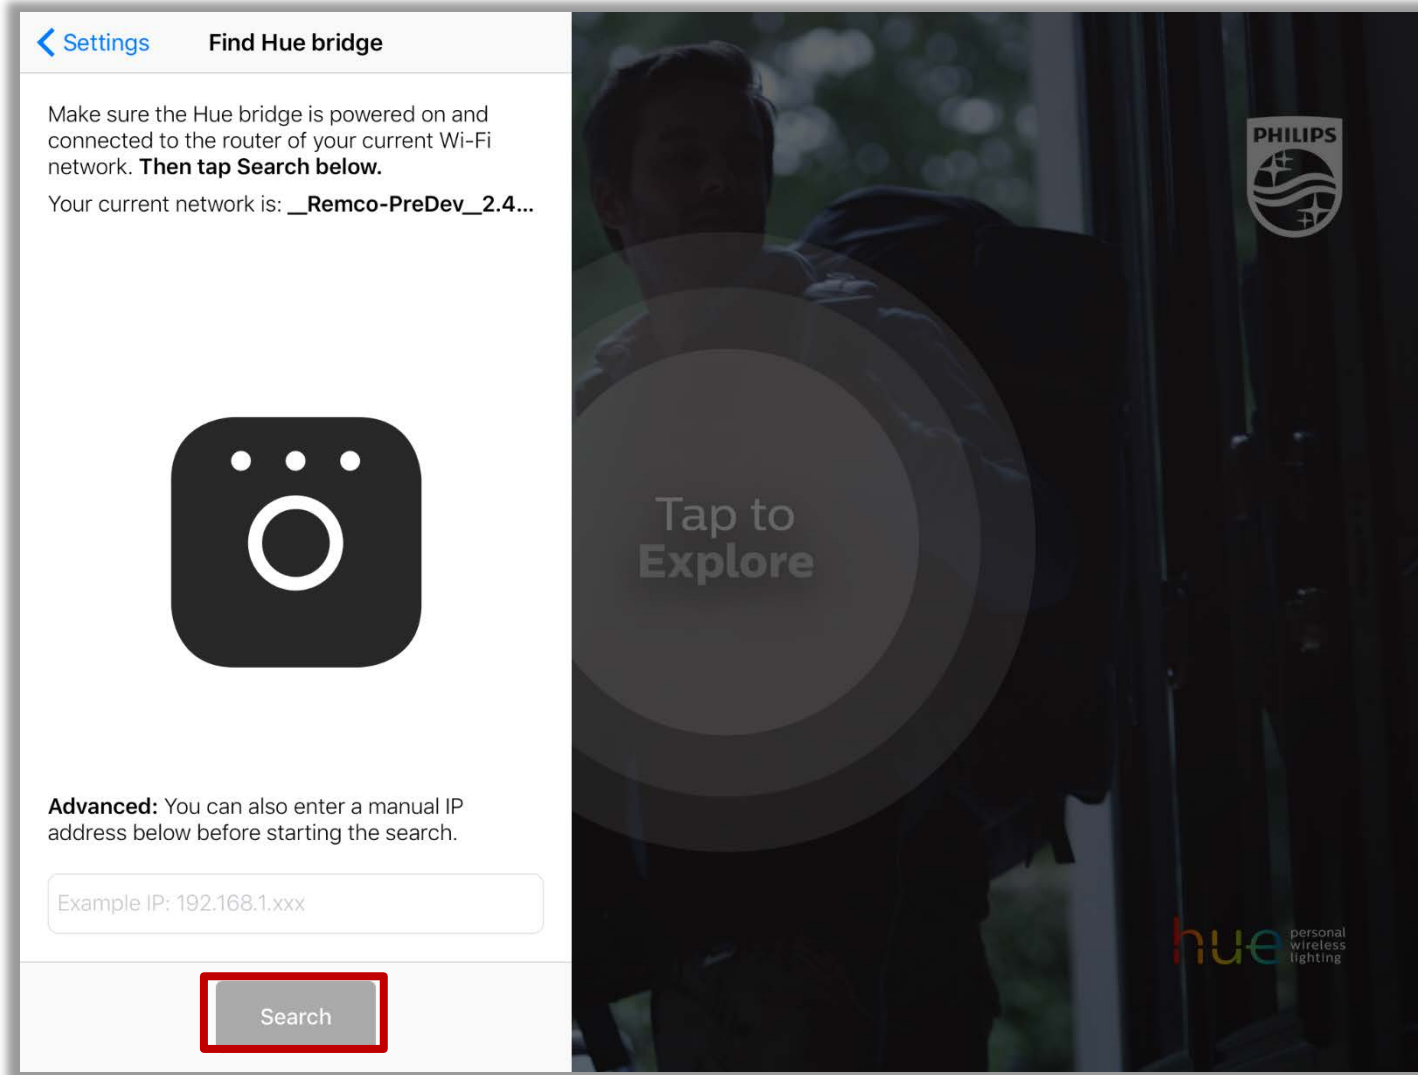 Settings
Find Hue bridge
Make sure the Hue bridge is powered on and
connected to the router of your current Wi-Fi
network. Then tap Search below.
Your current network is: __Remco-PreDev__2.4...
Advanced: You can also enter a manual IP
address below before starting the search.
Example IP: 192.168.1.xxx
Search
PHILIPS
Tap to
Explore
hue personal
wireless
lighting